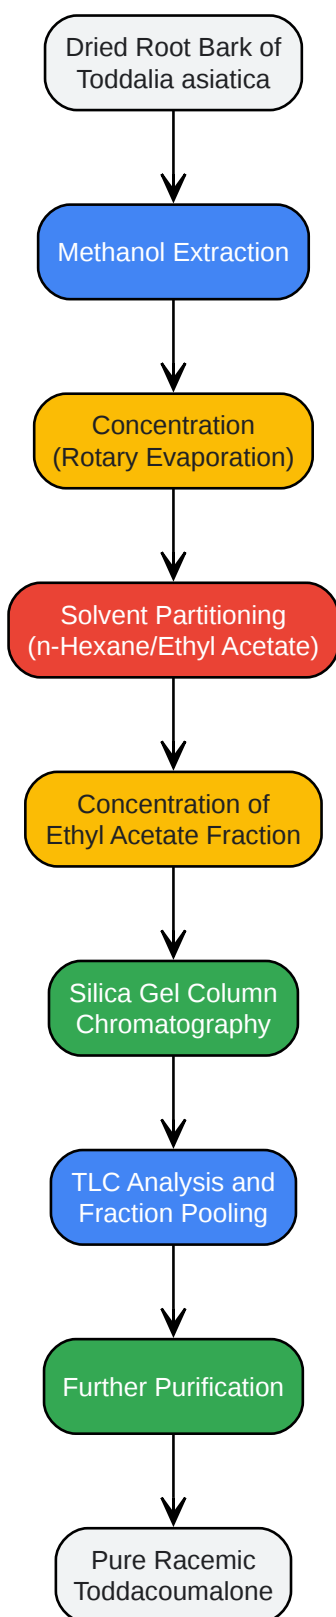 Dried Root Bark of
Toddalia asiatica
Methanol Extraction
Concentration
(Rotary Evaporation)
Solvent Partitioning
(n-Hexane/Ethyl Acetate)
Concentration of
Ethyl Acetate Fraction
Silica Gel Column
Chromatography
TLC Analysis and
Fraction Pooling
Further Purification
Pure Racemic
Toddacoumalone